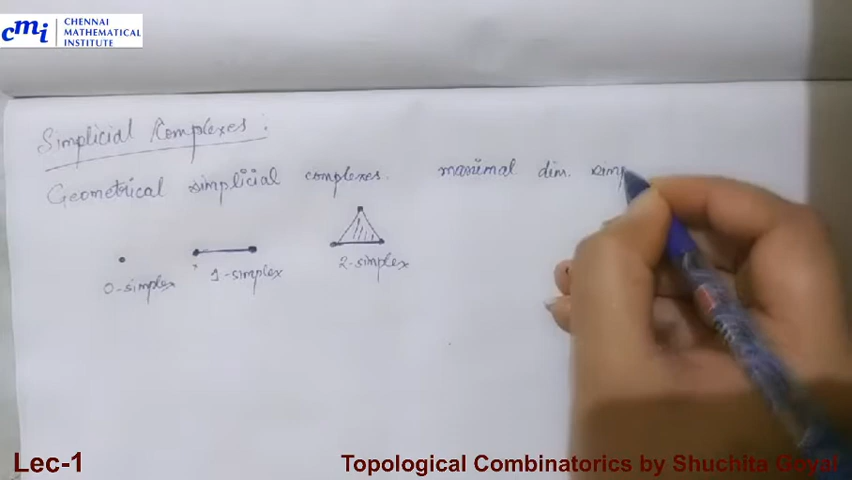 cmi CHENNAI
MATHEMATICAL
INSTITUTE
Simplicial Complexes :
Geometrical simplicial complexes. maximal dim. simp
0-simplex 1-simplex 2-simplex
Lec-1 Topological Combinatorics by Shuchita Goyal